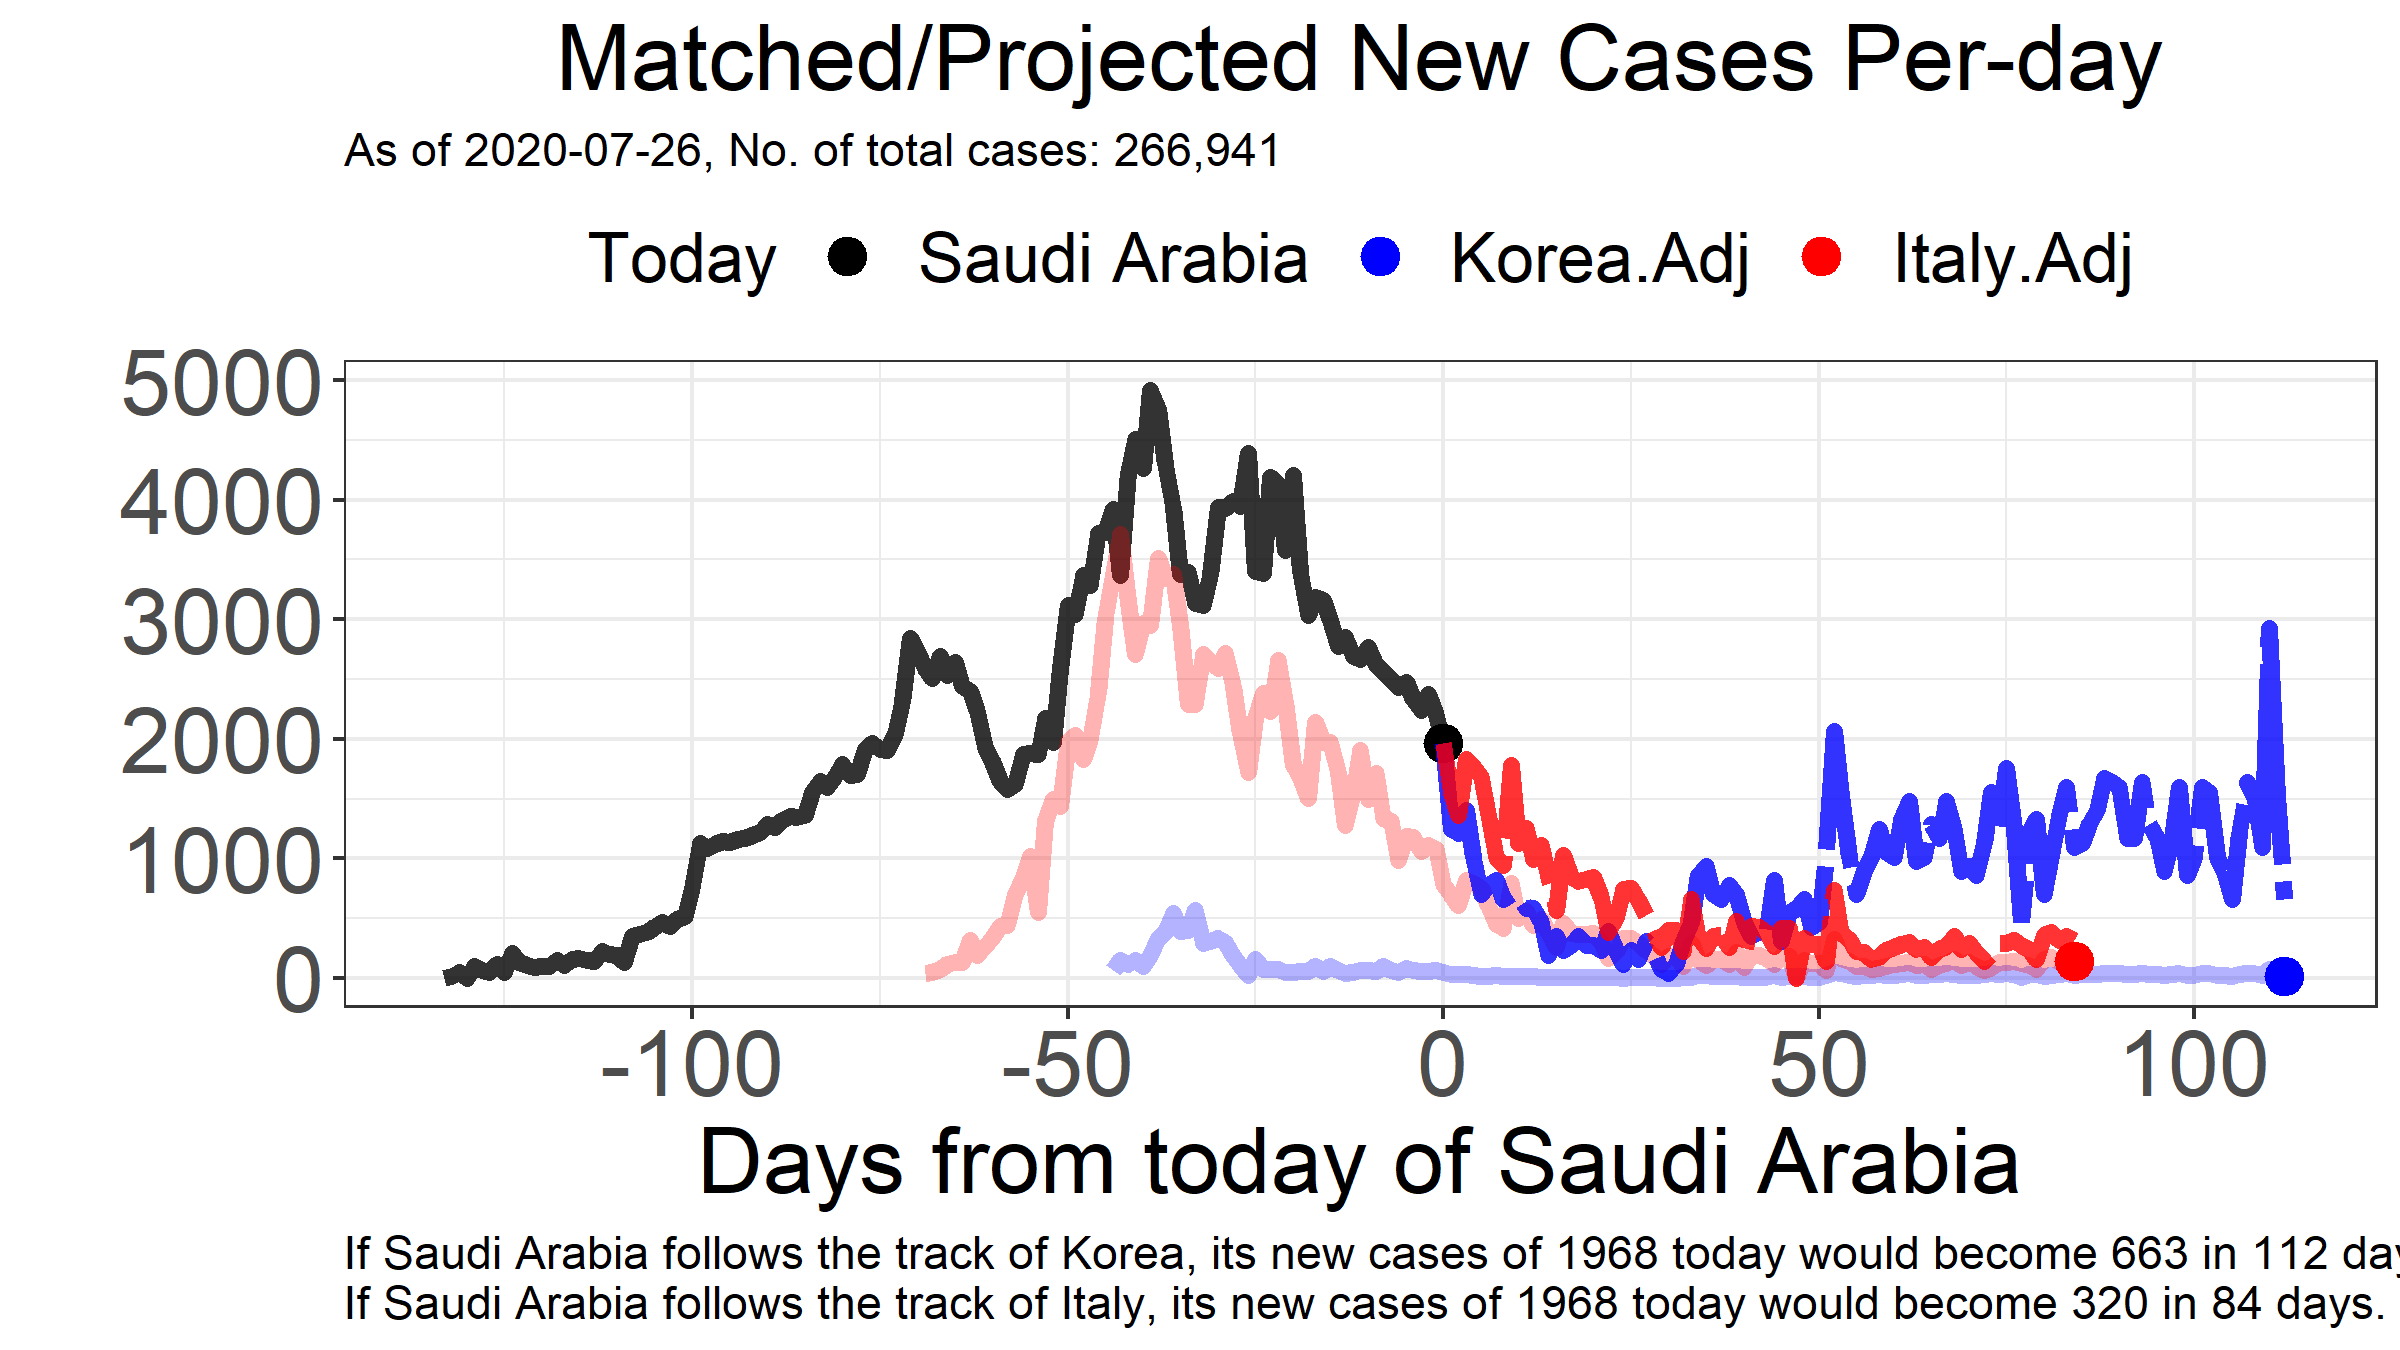 Matched/Projected New Cases Per-day
As of 2020-07-26, No. of total cases: 266,941
Today Saudi Arabia Korea.Adj Italy.Adj
5000
4000
3000
2000
1000
0
-100 -50 0 50 100
Days from today of Saudi Arabia
If Saudi Arabia follows the track of Korea, its new cases of 1968 today would become 663 in 112 day
If Saudi Arabia follows the track of Italy, its new cases of 1968 today would become 320 in 84 days.